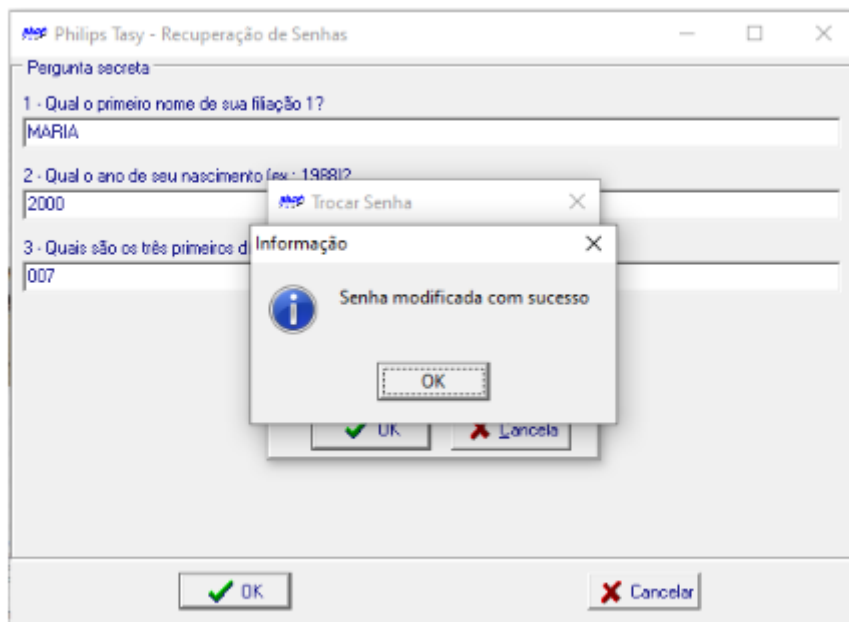 Philips Tasy - Recuperação de Senhas
Pergunta secreta
1 - Qual o primeiro nome de sua filiação 1?
MARIA
2 - Qual o ano de seu nascimento (ex.: 1988)?
2000
Trocar Senha
3 - Quais são os três primeiros
007
Informação
Senha modificada com sucesso
OK
OK
Cancela
OK
Cancelar